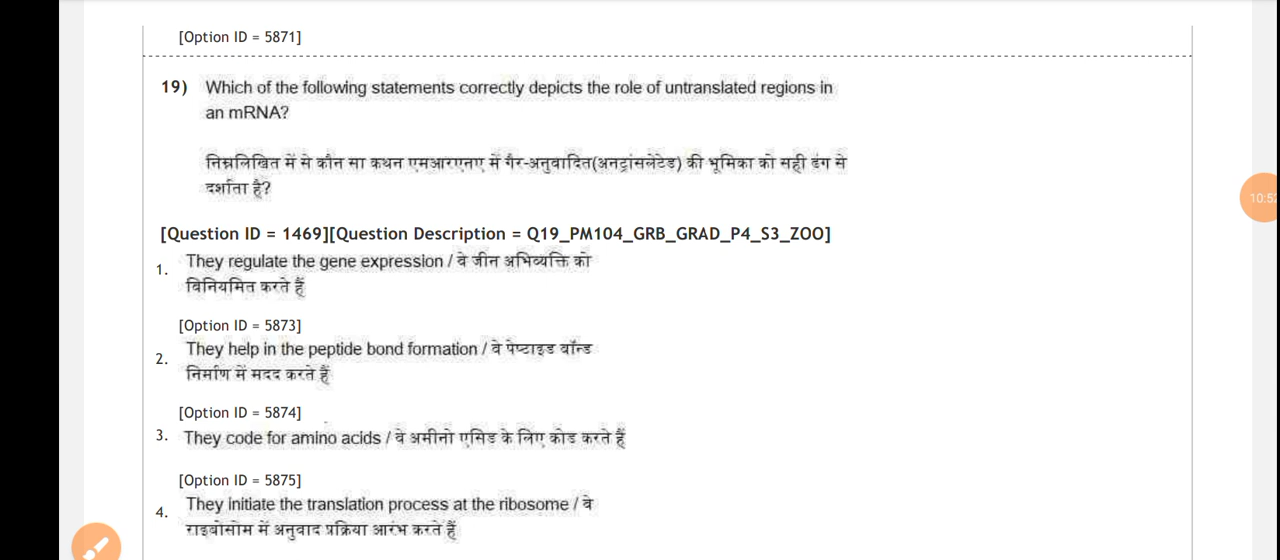 [Option ID = 5871]
19) Which of the following statements correctly depicts the role of untranslated regions in
an mRNA?
निम्नलिखित में से कौन सा कथन एमआरएनए में गैर-अनुवादित(अनट्रांसलेटेड) की भूमिका को सही ढंग से
दर्शाता है?
[Question ID = 1469][Question Description = Q19_PM104_GRB_GRAD_P4_S3_ZOO]
1. They regulate the gene expression / वे जीन अभिव्यक्ति को
विनियमित करते हैं
[Option ID = 5873]
2. They help in the peptide bond formation / वे पेप्टाइड बॉन्ड
निर्माण में मदद करते हैं
[Option ID = 5874]
3. They code for amino acids / वे अमीनो एसिड के लिए कोड करते हैं
[Option ID = 5875]
4. They initiate the translation process at the ribosome / वे
राइबोसोम में अनुवाद प्रक्रिया आरंभ करते हैं